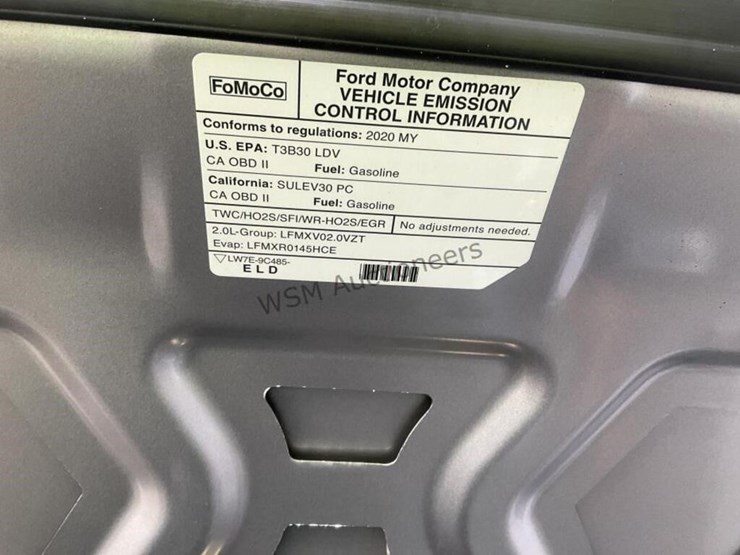 FoMoCo
Ford Motor Company
VEHICLE EMISSION
CONTROL INFORMATION
Conforms to regulations: 2020 MY
U.S. EPA: T3B30 LDV
CA OBD II Fuel: Gasoline
California: SULEV30 PC
CA OBD II Fuel: Gasoline
TWC/HO2S/SFI/WR-HO2S/EGR No adjustments needed.
2.0L-Group: LFMXV02.0VZT
Evap: LFMXR0145HCE
LW7E-9C485-
ELD
WSM Auctioneers